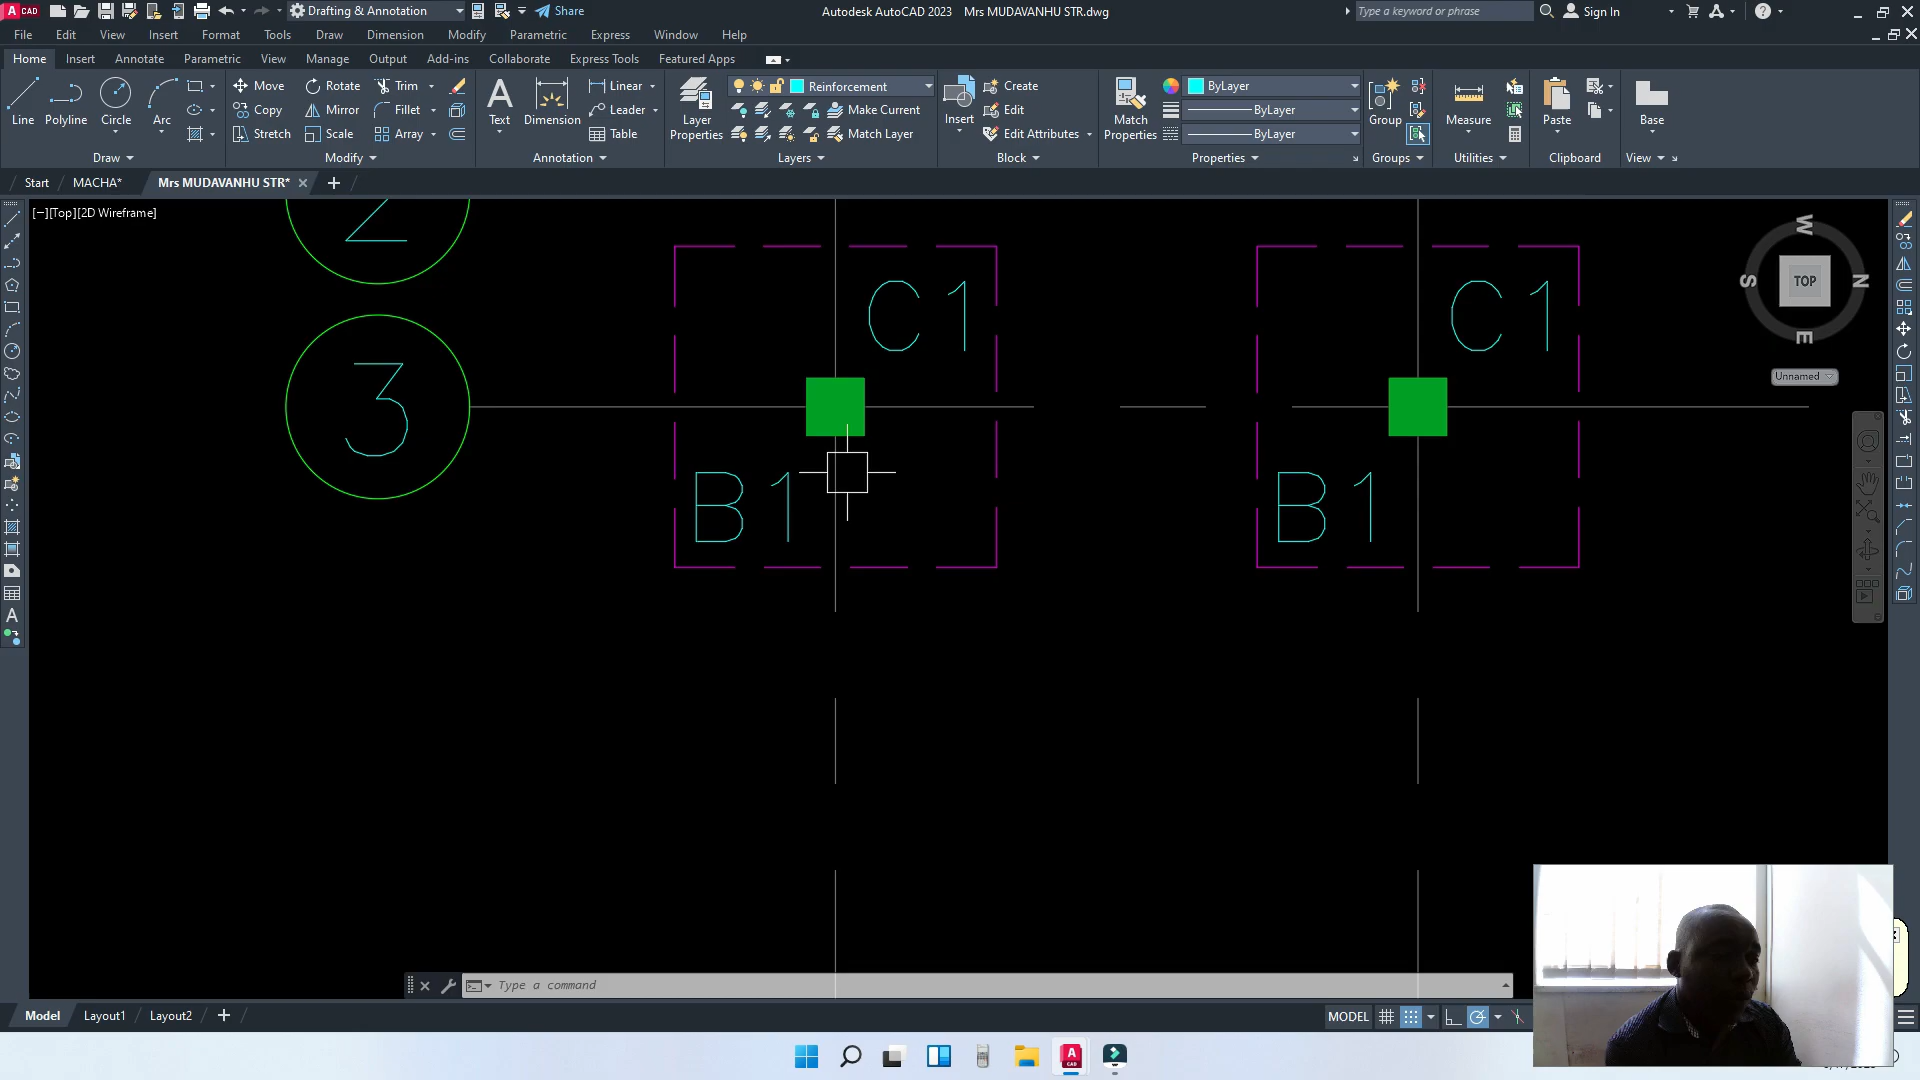 CAD
Drafting & Annotation
Share
Autodesk AutoCAD 2023 Mrs MUDAVANHU STR.dwg
Type a keyword or phrase
Sign In
File Edit View Insert Format Tools Draw Dimension Modify Parametric Express Window Help
Home Insert Annotate Parametric View Manage Output Add-ins Collaborate Express Tools Featured Apps
Line Polyline Circle Arc
Move Rotate Trim
Copy Mirror Fillet
Stretch Scale Array
Text Dimension
Linear
Leader
Table
Layer Properties
Reinforcement
Make Current
Match Layer
Insert
Create
Edit
Edit Attributes
Match Properties
ByLayer
ByLayer
ByLayer
Group
Measure
Paste
Base
Draw Modify Annotation Layers Block Properties Groups Utilities Clipboard View
Start MACHA* Mrs MUDAVANHU STR*
[−][Top][2D Wireframe]
2
W
S TOP N
E
Unnamed
C1 C1
3
B1 B1
Type a command
Model Layout1 Layout2
MODEL
A CAD